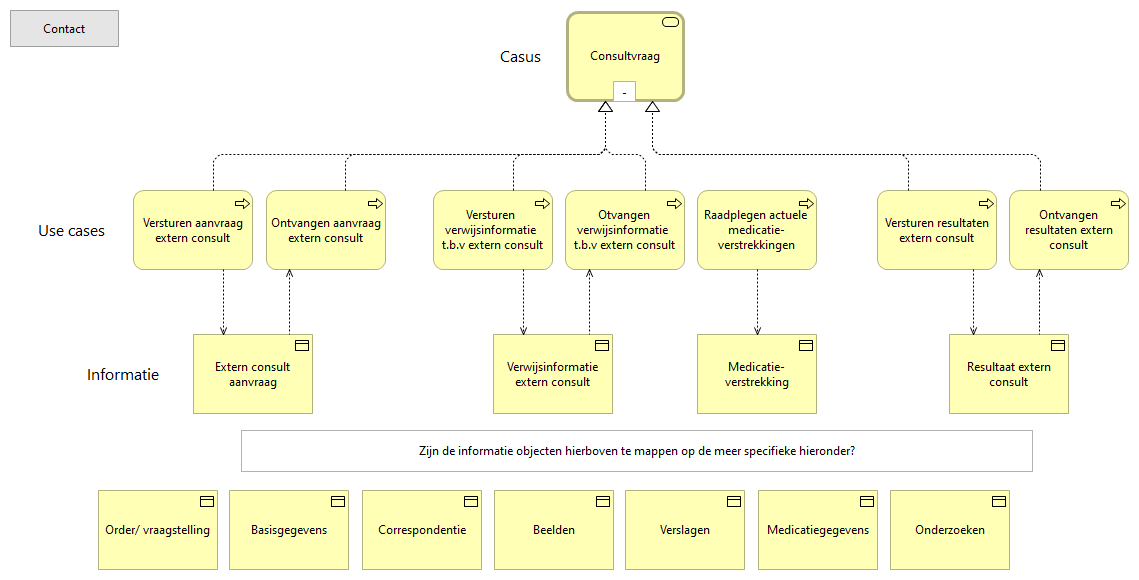 Contact
Casus
Consultvraag
-
Use cases
Versturen aanvraag
extern consult
Ontvangen aanvraag
extern consult
Versturen
verwijsinformatie
t.b.v extern consult
Otvangen
verwijsinformatie
t.b.v extern consult
Raadplegen actuele
medicatie-
verstrekkingen
Versturen resultaten
extern consult
Ontvangen
resultaten extern
consult
Informatie
Extern consult
aanvraag
Verwijsinformatie
extern consult
Medicatie-
verstrekking
Resultaat extern
consult
Zijn de informatie objecten hierboven te mappen op de meer specifieke hieronder?
Order/ vraagstelling
Basisgegevens
Correspondentie
Beelden
Verslagen
Medicatiegegevens
Onderzoeken